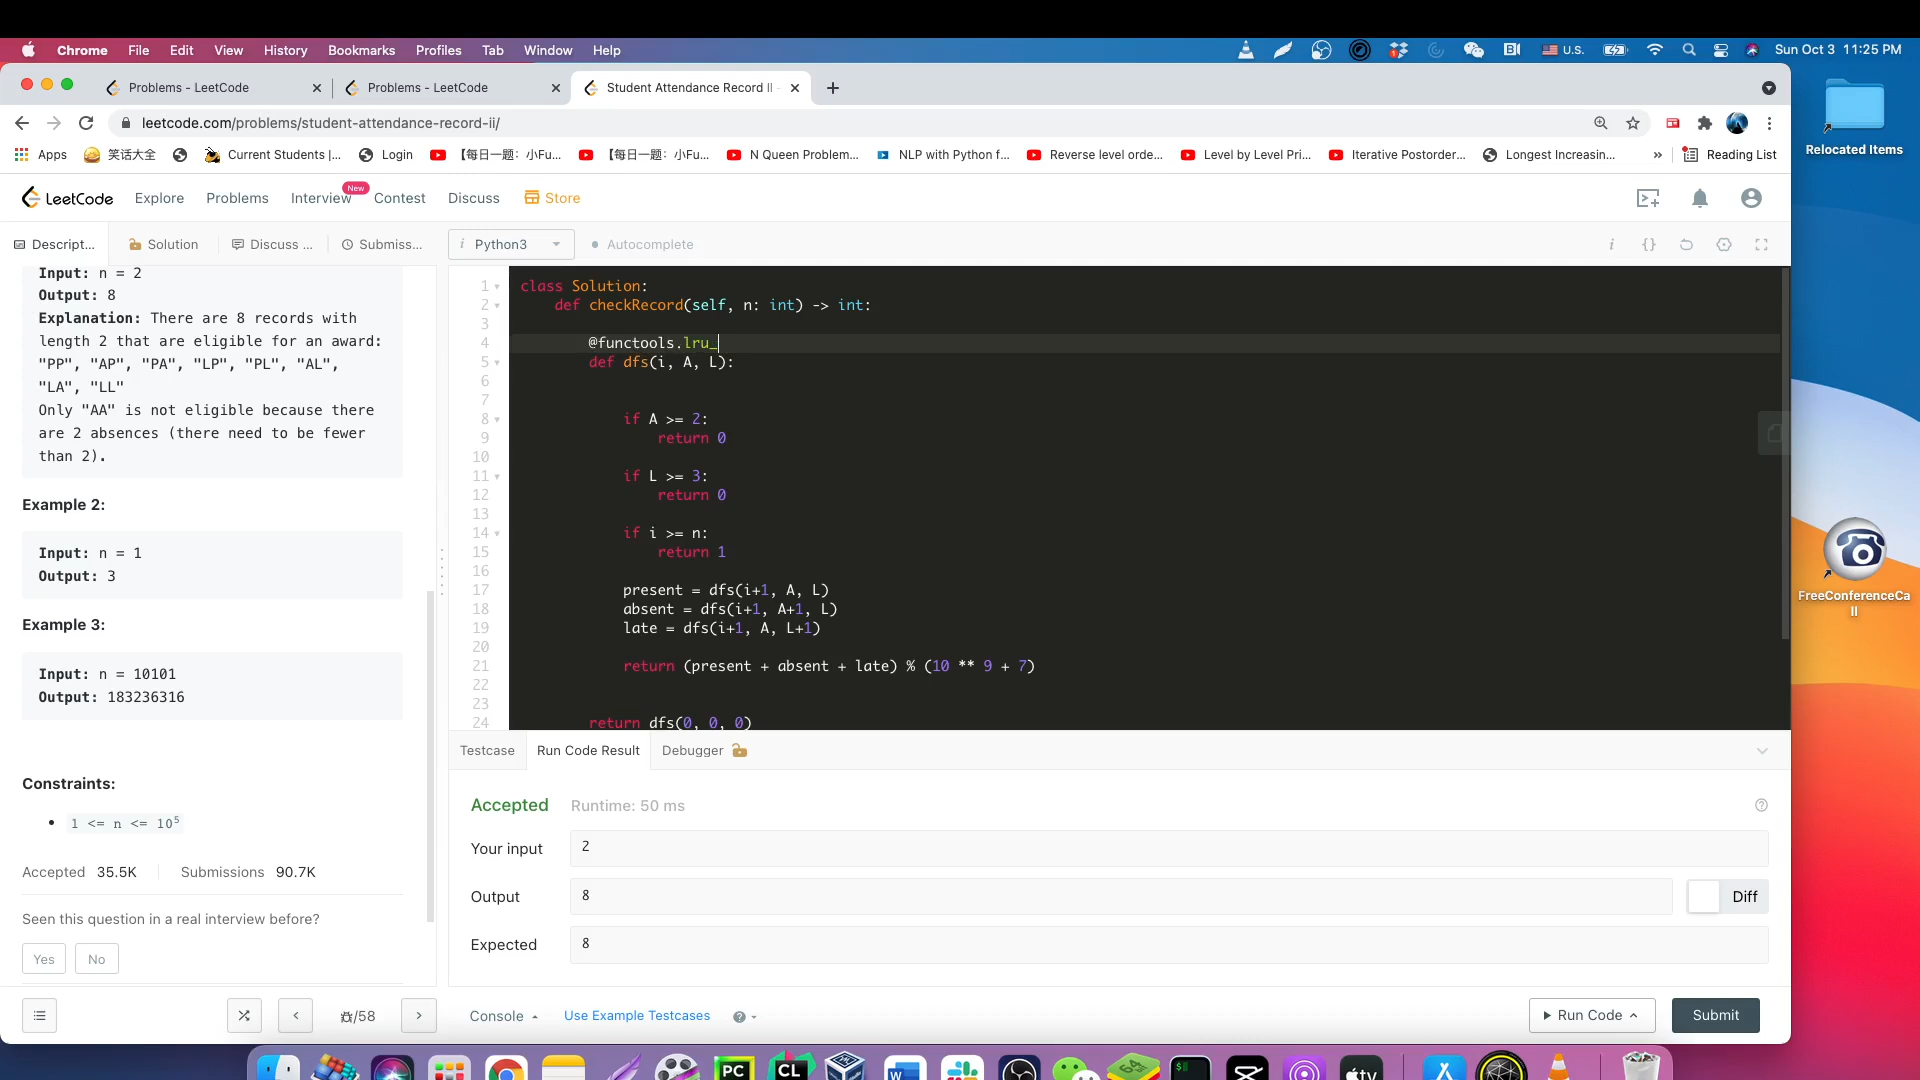 Chrome File Edit View History Bookmarks Profiles Tab Window Help U.S. Sun Oct 3 11:25 PM
Problems - LeetCode Problems - LeetCode Student Attendance Record II -
leetcode.com/problems/student-attendance-record-ii/
Apps 笑话大全 Current Students |... Login 【每日一题：小Fu... 【每日一题：小Fu... N Queen Problem... NLP with Python f... Reverse level orde... Level by Level Pri... Iterative Postorder... Longest Increasin... » Reading List
Relocated Items
LeetCode Explore Problems Interview New Contest Discuss Store
Descript... Solution Discuss ... Submiss... i Python3 Autocomplete
Input: n = 2
Output: 8
Explanation: There are 8 records with
length 2 that are eligible for an award:
"PP", "AP", "PA", "LP", "PL", "AL",
"LA", "LL"
Only "AA" is not eligible because there
are 2 absences (there need to be fewer
than 2).
Example 2:
Input: n = 1
Output: 3
Example 3:
Input: n = 10101
Output: 183236316
Constraints:
1 <= n <= 10⁵
Accepted 35.5K Submissions 90.7K
Seen this question in a real interview before?
Yes No
/58
1 class Solution:
2 def checkRecord(self, n: int) -> int:
3
4 @functools.lru_
5 def dfs(i, A, L):
6
7
8 if A >= 2:
9 return 0
10
11 if L >= 3:
12 return 0
13
14 if i >= n:
15 return 1
16
17 present = dfs(i+1, A, L)
18 absent = dfs(i+1, A+1, L)
19 late = dfs(i+1, A, L+1)
20
21 return (present + absent + late) % (10 ** 9 + 7)
22
23
24 return dfs(0, 0, 0)
Testcase Run Code Result Debugger
Accepted Runtime: 50 ms
Your input 2
Output 8 Diff
Expected 8
Console Use Example Testcases Run Code Submit
FreeConferenceCa
ll
PC CL W tv